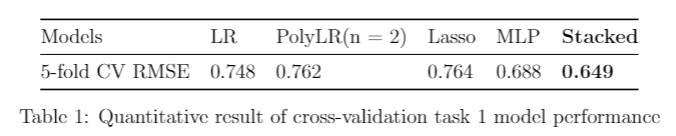 Models LR PolyLR(n = 2) Lasso MLP Stacked
5-fold CV RMSE 0.748 0.762 0.764 0.688 0.649
Table 1: Quantitative result of cross-validation task 1 model performance